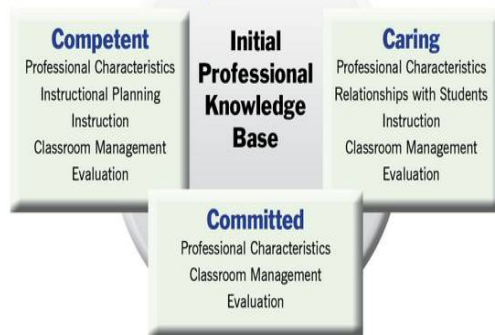 Competent
Professional Characteristics
Instructional Planning
Instruction
Classroom Management
Evaluation
Initial
Professional
Knowledge
Base
Caring
Professional Characteristics
Relationships with Students
Instruction
Classroom Management
Evaluation
Committed
Professional Characteristics
Classroom Management
Evaluation